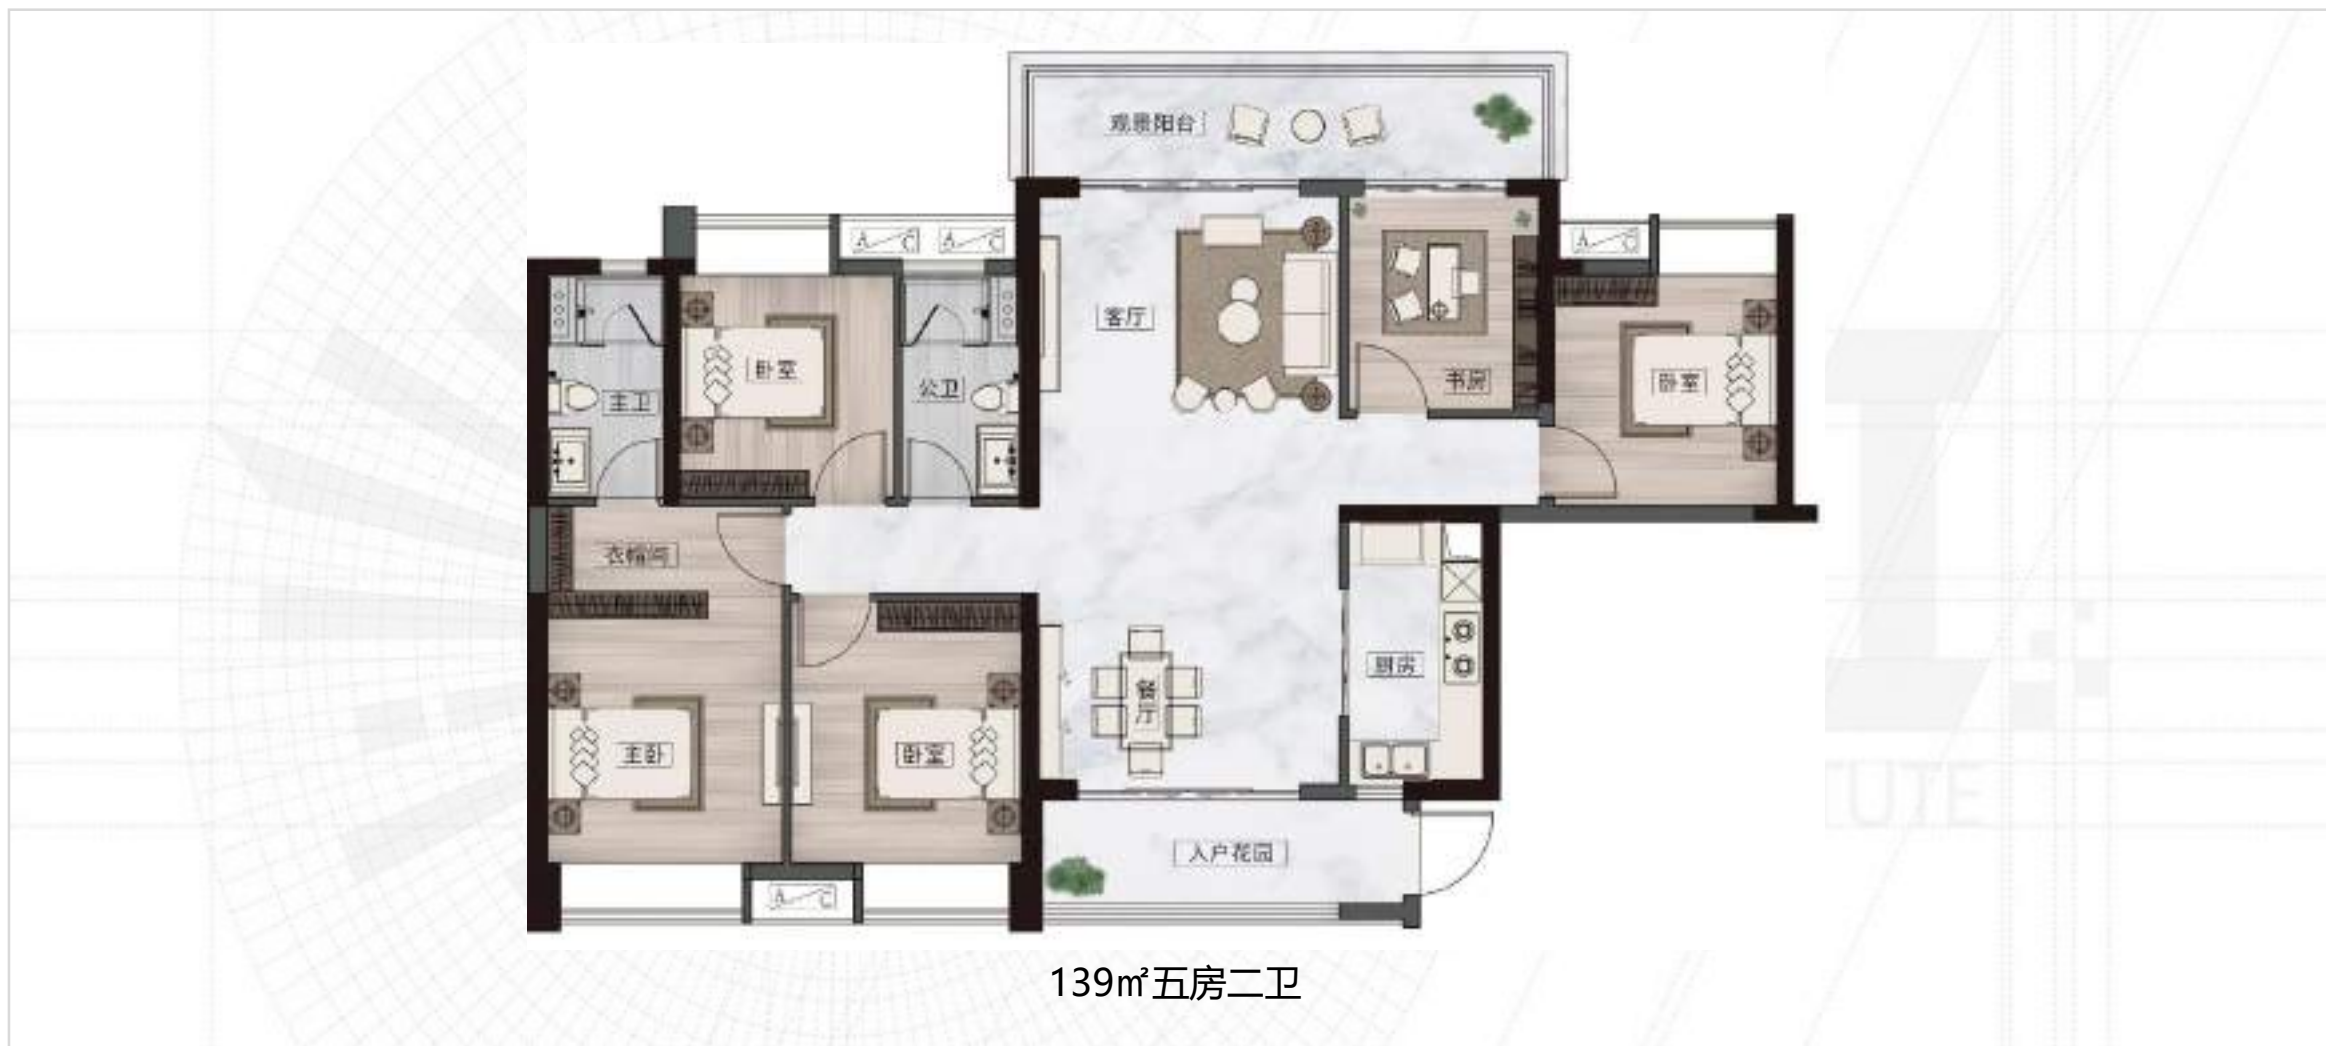 观景阳台
A C
A C
A C
客厅
卧室
主卫
公卫
书房
卧室
衣帽间
主卧
卧室
餐厅
厨房
A C
入户花园
TUTE
139㎡五房二卫